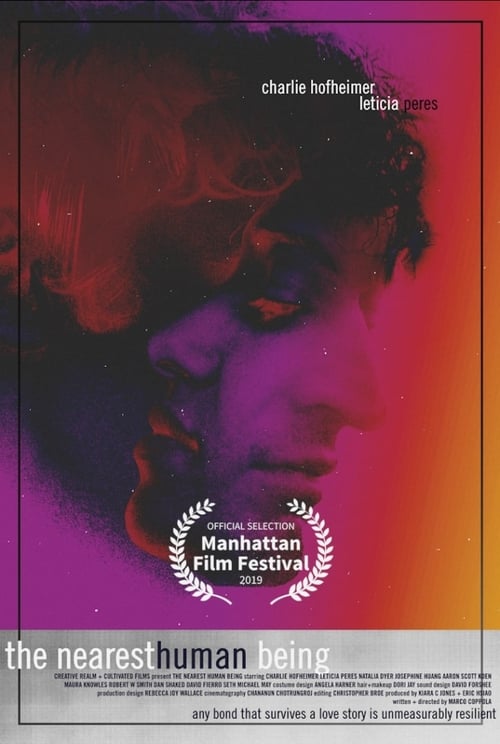 charlie hofheimer
leticia peres
OFFICIAL SELECTION
Manhattan
Film Festival
2019
the nearesthuman being
CREATIVE REALM + CULTIVATED FILMS present THE NEAREST HUMAN BEING starring CHARLIE HOFHEIMER LETICIA PERES NATALIA DYER JOSEPHINE HUANG AARON SCOTT KOEN
MAURA KNOWLES ROBERT W SMITH DAN SHAKED DAVID FIERRO SETH MICHAEL MAY costume design ANGELA HARNER hair+makeup DORI JAY sound design DAVID FORSHEE
production design REBECCA JOY WALLACE cinematography CHANANUN CHOTRUNGROJ editing CHRISTOPHER BRDE produced by KIARA C JONES + ERIC HSIAO
written + directed by MARCO COPPOLA
any bond that survives a love story is unmeasurably resilient